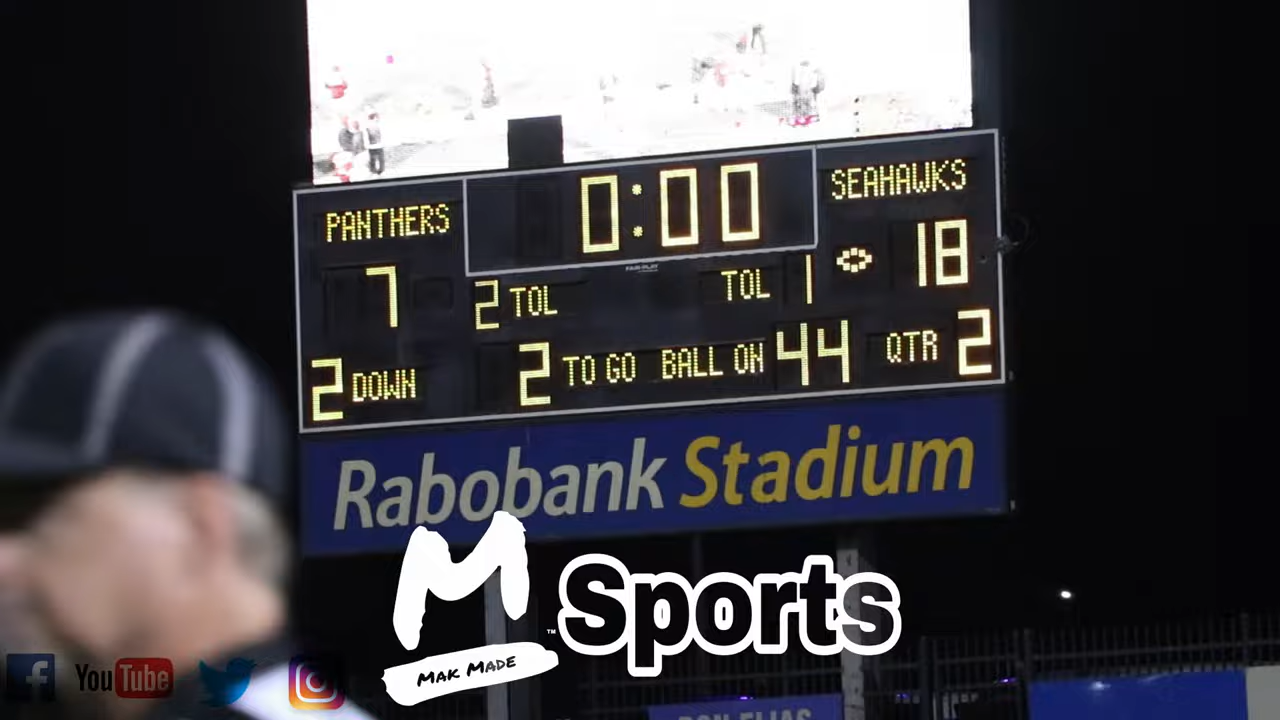 PANTHERS 0:00 SEAHAWKS
7 2 TOL TOL 1 18
2 DOWN 2 TO GO BALL ON 44 QTR 2
Rabobank Stadium
M Sports
™
MAK MADE
f YouTube